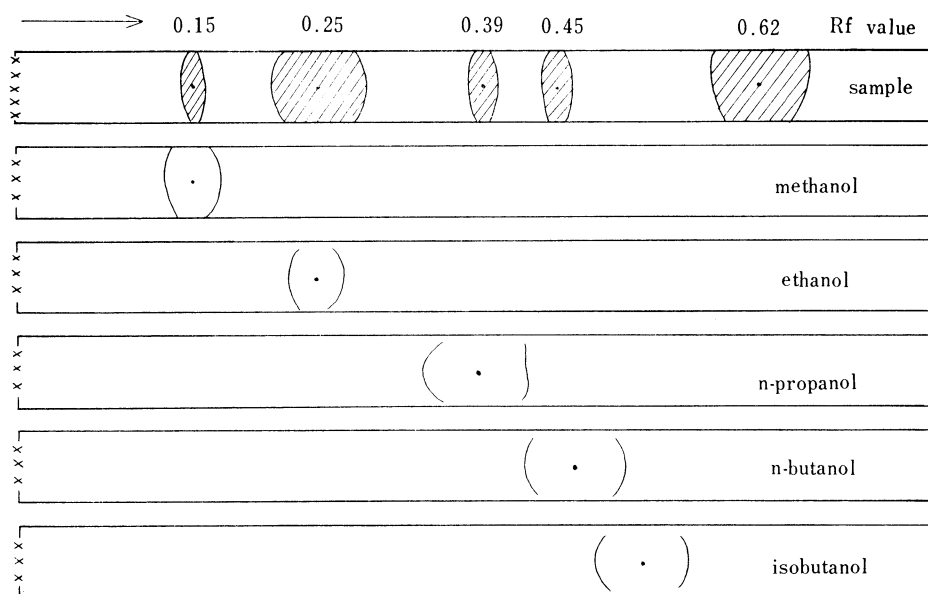 0.15 0.25 0.39 0.45 0.62 Rf value
sample
methanol
ethanol
n-propanol
n-butanol
isobutanol